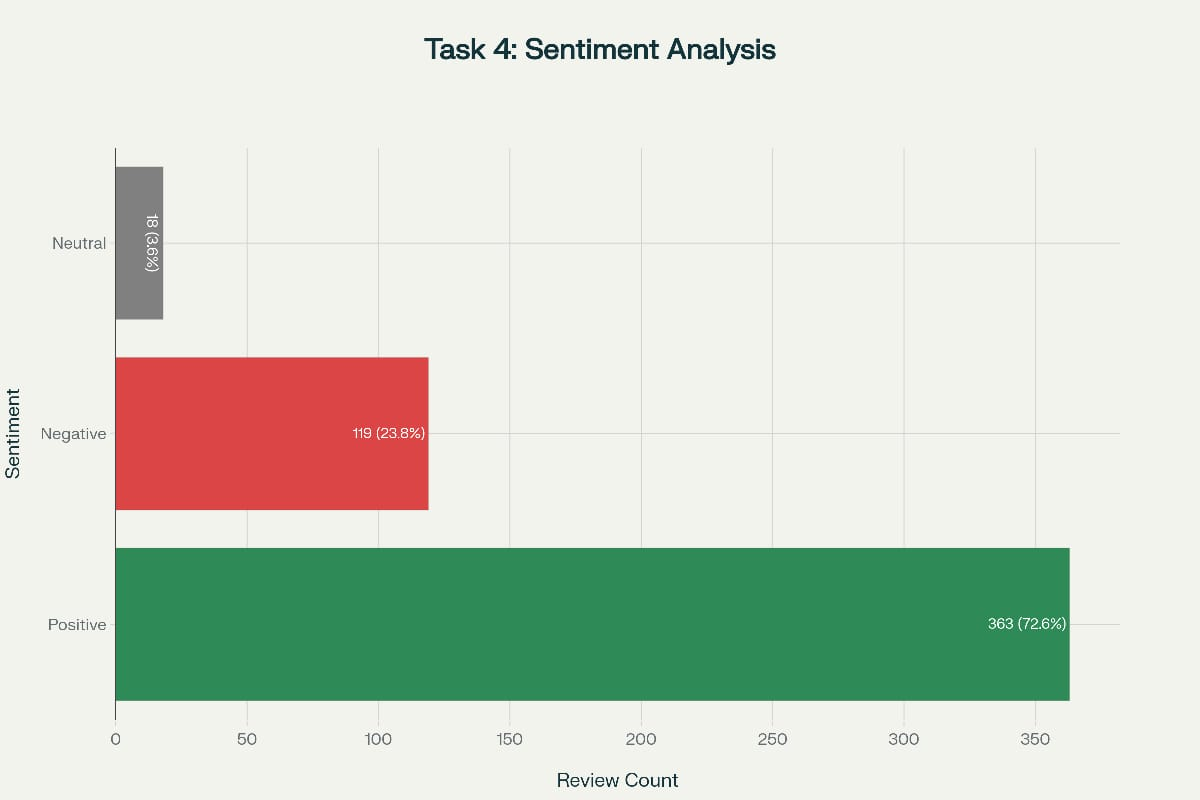 Task 4: Sentiment Analysis
Neutral
18 (3.6%)
Negative
119 (23.8%)
Positive
363 (72.6%)
Sentiment
0 50 100 150 200 250 300 350
Review Count